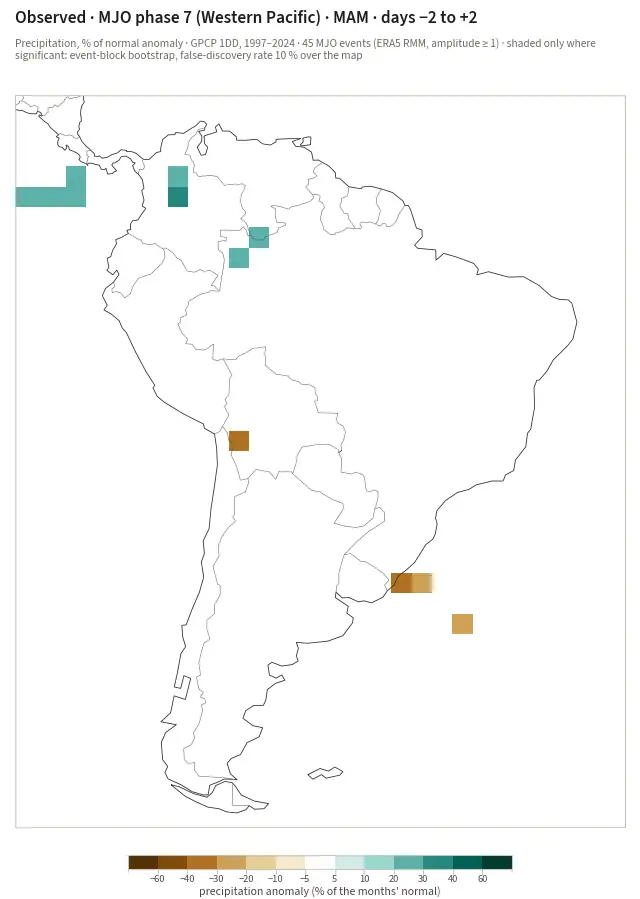 Observed · MJO phase 7 (Western Pacific) · MAM · days −2 to +2
Precipitation, % of normal anomaly · GPCP 1DD, 1997–2024 · 45 MJO events (ERA5 RMM, amplitude ≥ 1) · shaded only where
significant: event-block bootstrap, false-discovery rate 10 % over the map
−60 −40 −30 −20 −10 −5 5 10 20 30 40 60
precipitation anomaly (% of the months' normal)